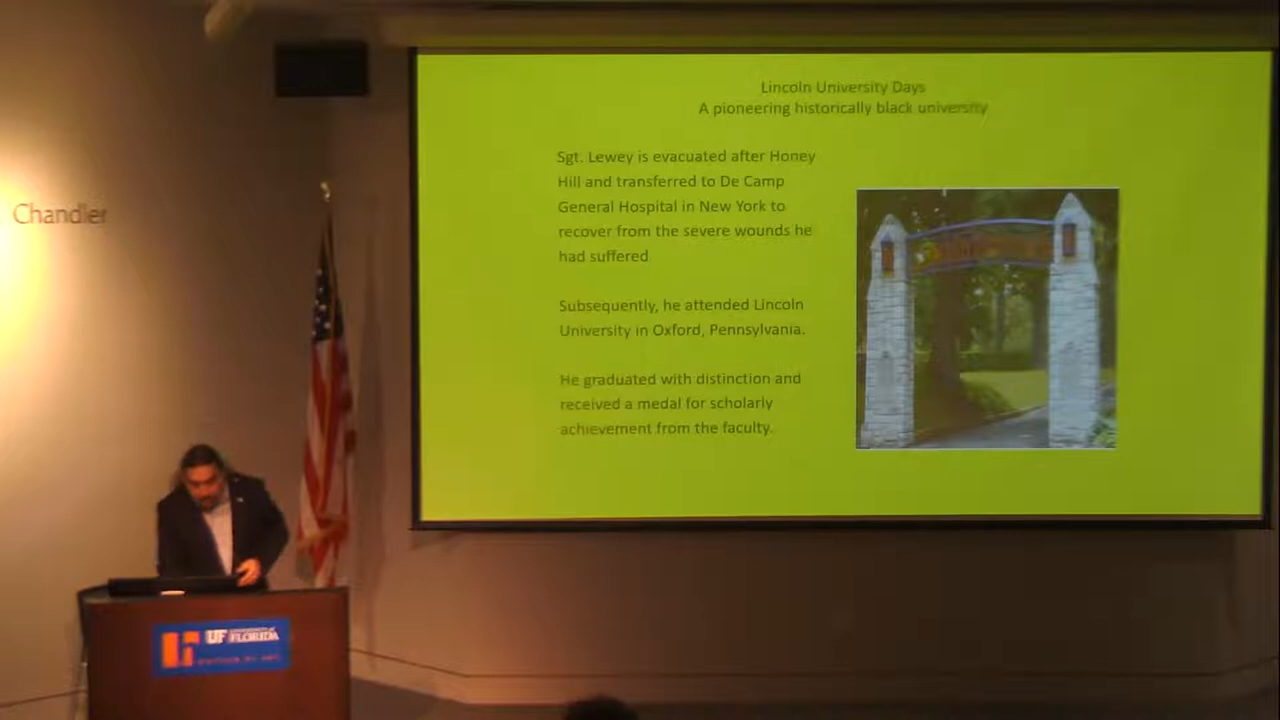 Lincoln University Days
A pioneering historically black university
Sgt. Lewey is evacuated after Honey
Hill and transferred to De Camp
General Hospital in New York to
recover from the severe wounds he
had suffered.
Subsequently, he attended Lincoln
University in Oxford, Pennsylvania.
He graduated with distinction and
received a medal for scholarly
achievement from the faculty.
Chandler
UF UNIVERSITY of
FLORIDA